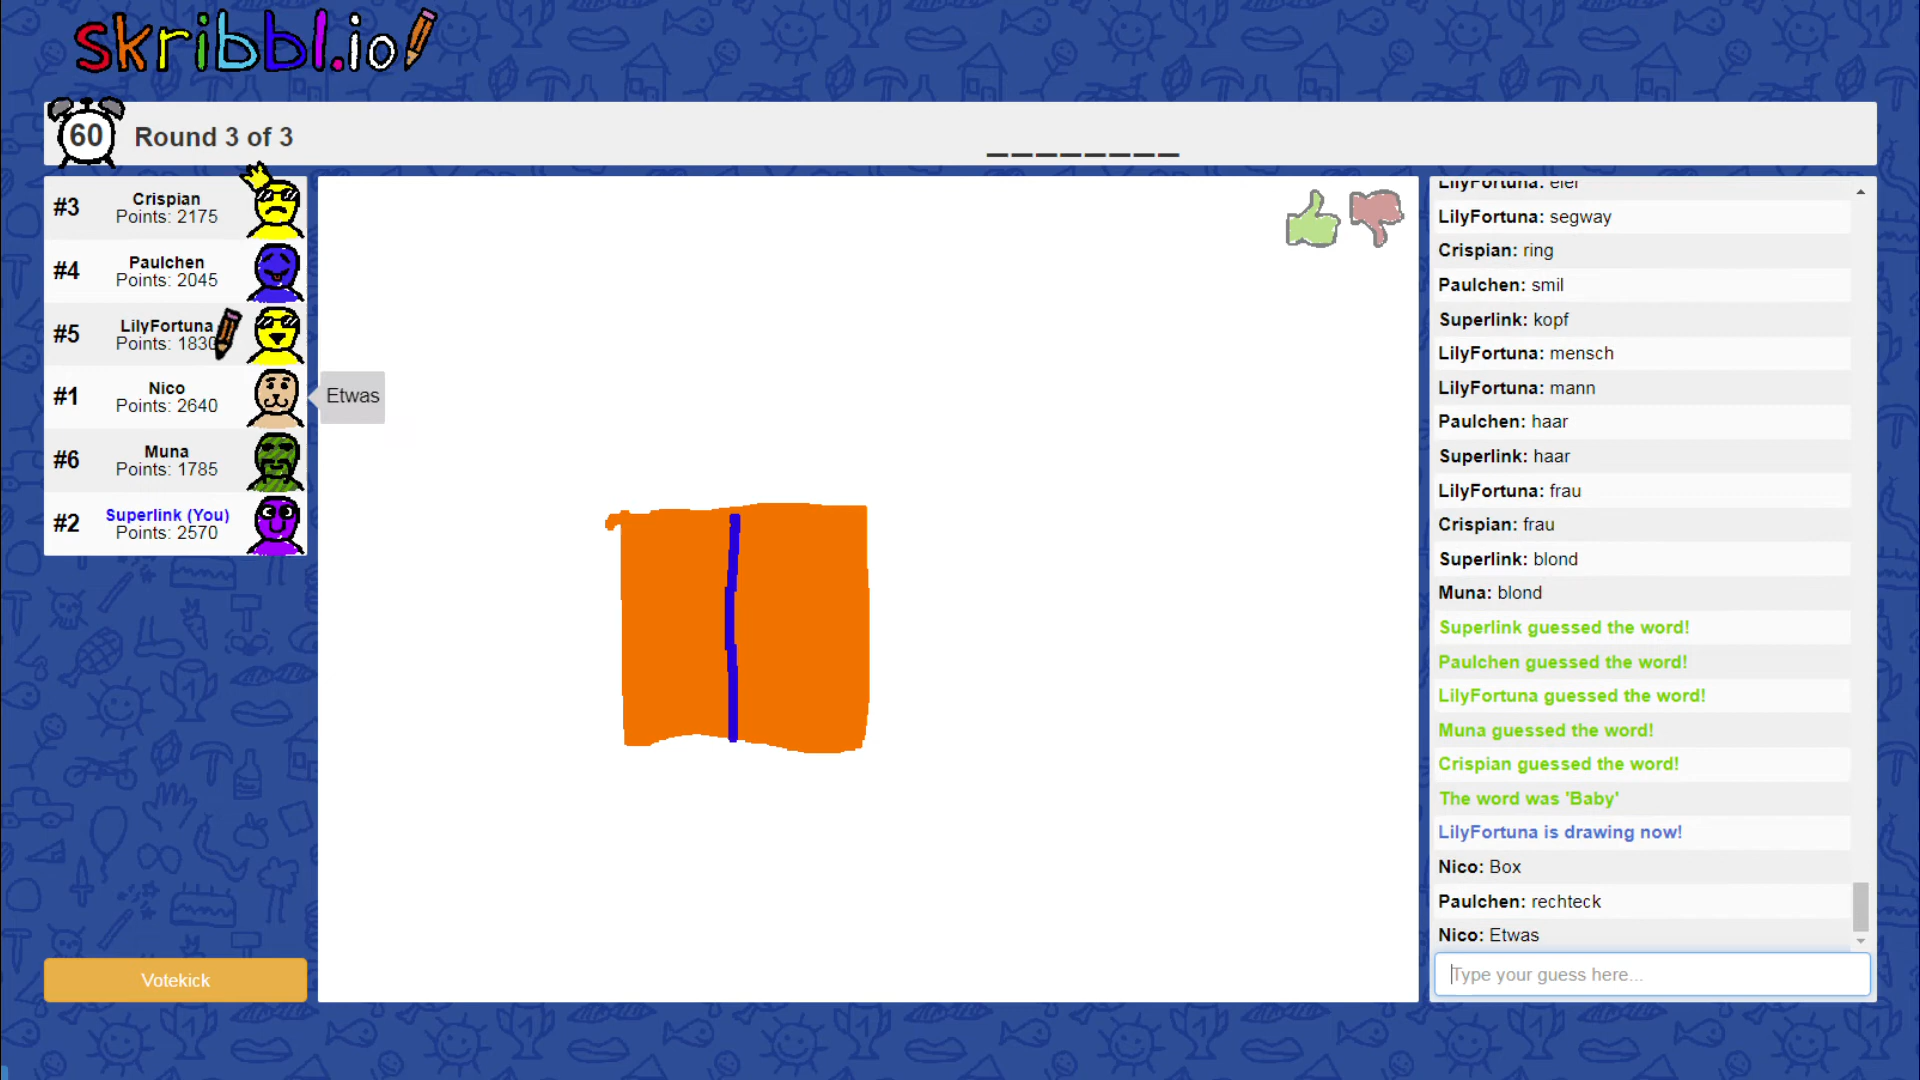 skribbl.io
60
Round 3 of 3
________
#3 Crispian
Points: 2175
#4 Paulchen
Points: 2045
#5 LilyFortuna
Points: 1830
#1 Nico
Points: 2640
Etwas
#6 Muna
Points: 1785
#2 Superlink (You)
Points: 2570
Votekick
LilyFortuna: eier
LilyFortuna: segway
Crispian: ring
Paulchen: smil
Superlink: kopf
LilyFortuna: mensch
LilyFortuna: mann
Paulchen: haar
Superlink: haar
LilyFortuna: frau
Crispian: frau
Superlink: blond
Muna: blond
Superlink guessed the word!
Paulchen guessed the word!
LilyFortuna guessed the word!
Muna guessed the word!
Crispian guessed the word!
The word was 'Baby'
LilyFortuna is drawing now!
Nico: Box
Paulchen: rechteck
Nico: Etwas
Type your guess here...